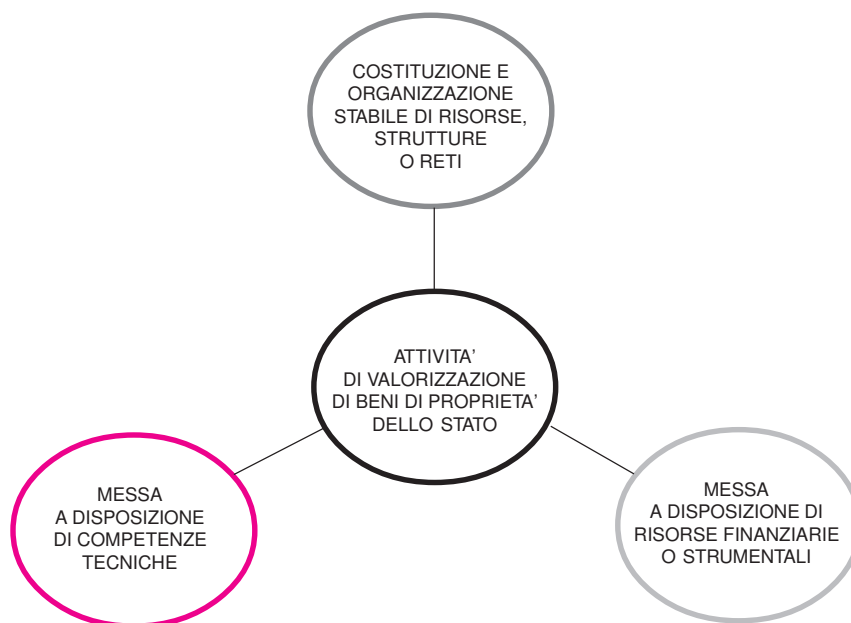 COSTITUZIONE E
ORGANIZZAZIONE
STABILE DI RISORSE,
STRUTTURE
O RETI
ATTIVITA’
DI VALORIZZAZIONE
DI BENI DI PROPRIETA’
DELLO STATO
MESSA
A DISPOSIZIONE
DI COMPETENZE
TECNICHE
MESSA
A DISPOSIZIONE DI
RISORSE FINANZIARIE
O STRUMENTALI